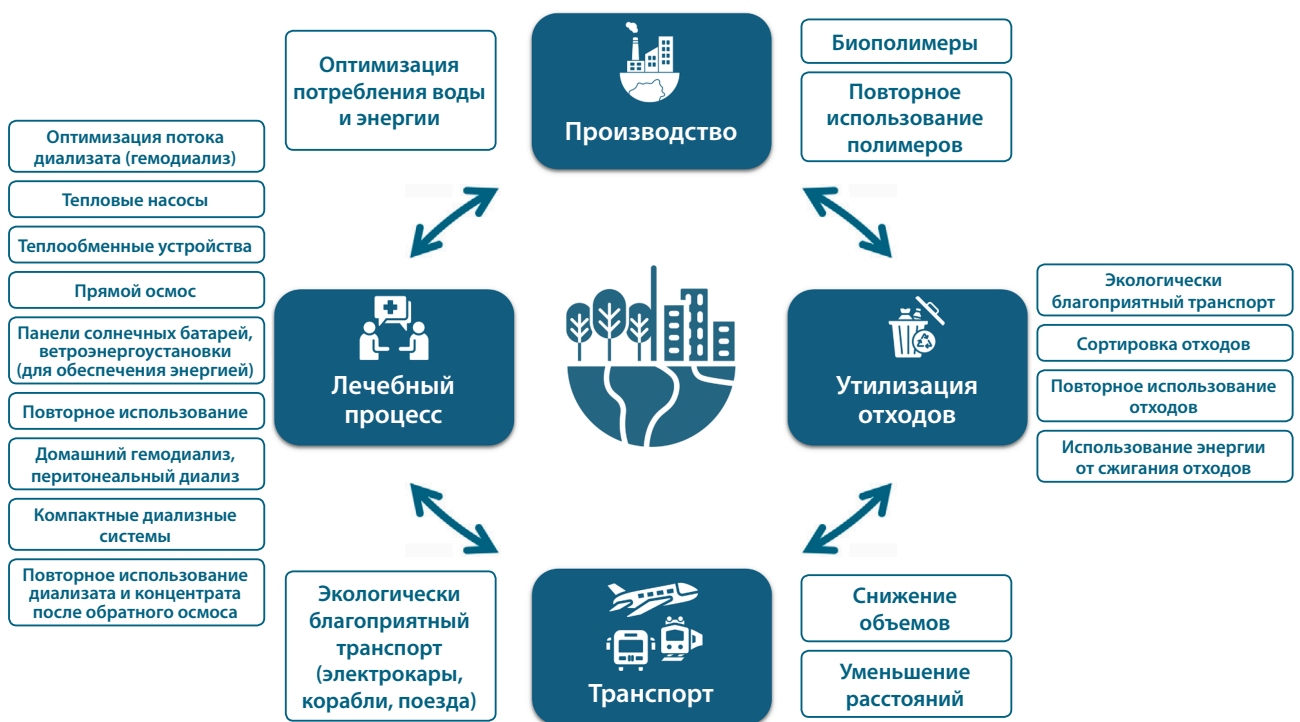 Оптимизация
потребления воды
и энергии
Производство
Биополимеры
Повторное
использование
полимеров
Оптимизация потока
диализата (гемодиализ)
Тепловые насосы
Теплообменные устройства
Прямой осмос
Панели солнечных батарей,
ветроэнергоустановки
(для обеспечения энергией)
Повторное использование
Домашний гемодиализ,
перитонеальный диализ
Компактные диализные
системы
Повторное использование
диализата и концентрата
после обратного осмоса
Лечебный
процесс
Утилизация
отходов
Экологически
благоприятный транспорт
Сортировка отходов
Повторное использование
отходов
Использование энергии
от сжигания отходов
Экологически
благоприятный
транспорт
(электрокары,
корабли, поезда)
Транспорт
Снижение
объемов
Уменьшение
расстояний